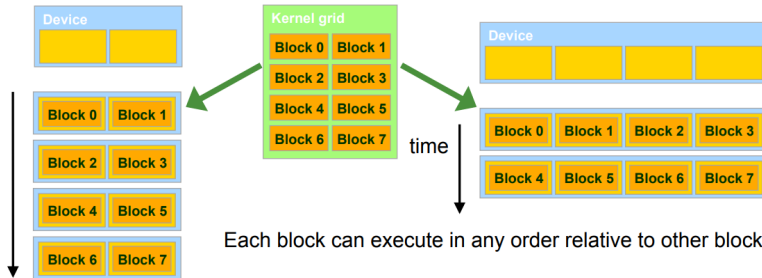 Device
Kernel grid
Device
Block 0 Block 1
Block 2 Block 3
Block 4 Block 5
Block 6 Block 7
Block 0 Block 1
Block 2 Block 3
Block 4 Block 5
Block 6 Block 7
time
Block 0 Block 1 Block 2 Block 3
Block 4 Block 5 Block 6 Block 7
Each block can execute in any order relative to other block